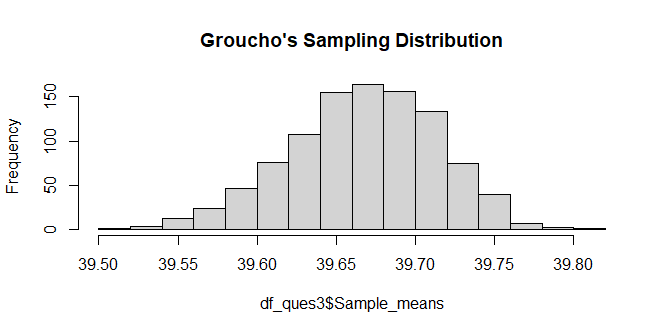 Groucho's Sampling Distribution
Frequency
150
100
50
0
39.50 39.55 39.60 39.65 39.70 39.75 39.80
df_ques3$Sample_means